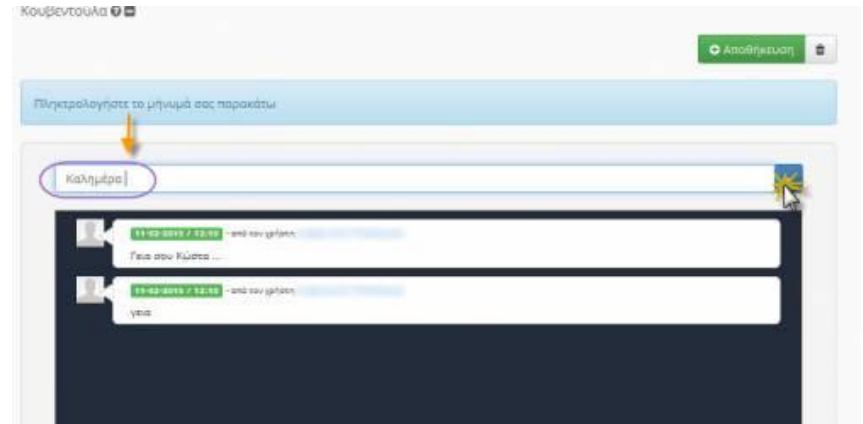 Κουβεντούλα
Αποθήκευση
Πληκτρολογήστε το μήνυμά σας παρακάτω
Καλημέρα
- από τον χρήστη
Γεια σου Κώστα ...
- από τον χρήστη
γεια